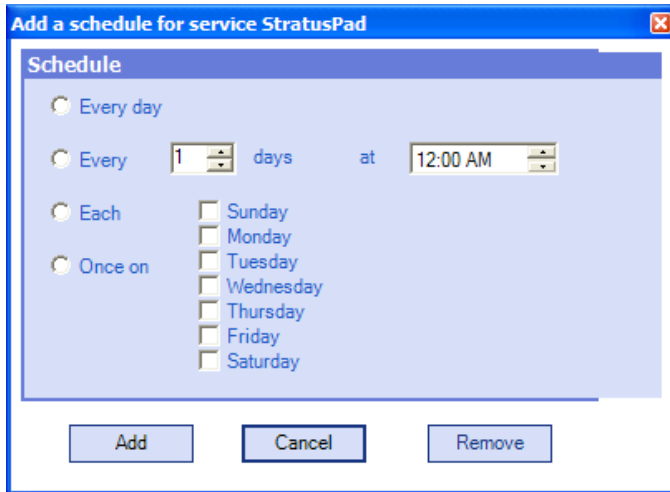 Add a schedule for service StratusPad
Schedule
Every day
Every 1 days at 12:00 AM
Each
Sunday
Monday
Once on
Tuesday
Wednesday
Thursday
Friday
Saturday
Add Cancel Remove